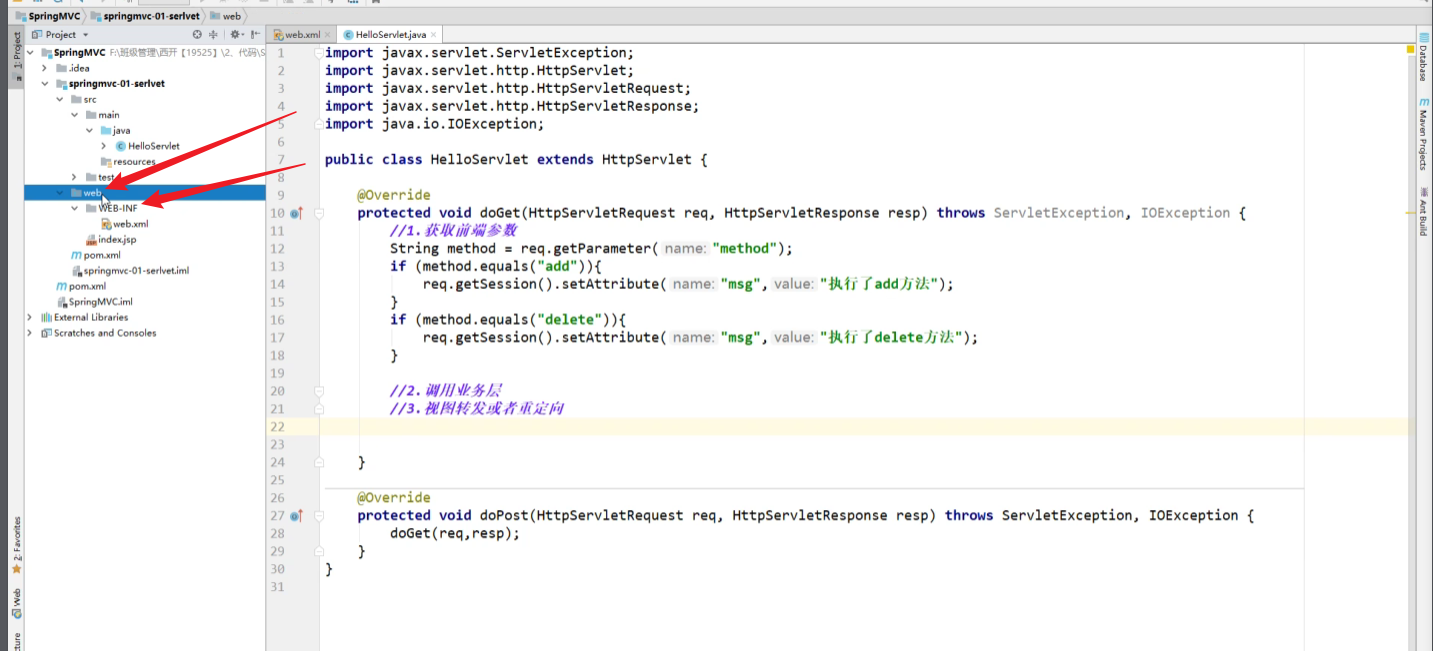 SpringMVC springmvc-01-serlvet web
Project
web.xml HelloServlet.java
1: Project
SpringMVC F:\班级管理\西开【19525】\2、代码\S
.idea
springmvc-01-serlvet
src
main
java
HelloServlet
resources
test
web
WEB-INF
web.xml
index.jsp
pom.xml
springmvc-01-serlvet.iml
pom.xml
SpringMVC.iml
External Libraries
Scratches and Consoles
2: Favorites
Web
1 import javax.servlet.ServletException;
2 import javax.servlet.http.HttpServlet;
3 import javax.servlet.http.HttpServletRequest;
4 import javax.servlet.http.HttpServletResponse;
5 import java.io.IOException;
6
7 public class HelloServlet extends HttpServlet {
8
9 @Override
10 protected void doGet(HttpServletRequest req, HttpServletResponse resp) throws ServletException, IOException {
11 //1.获取前端参数
12 String method = req.getParameter( name: "method");
13 if (method.equals("add")){
14 req.getSession().setAttribute( name: "msg", value: "执行了add方法");
15 }
16 if (method.equals("delete")){
17 req.getSession().setAttribute( name: "msg", value: "执行了delete方法");
18 }
19
20 //2.调用业务层
21 //3.视图转发或者重定向
22
23
24 }
25
26 @Override
27 protected void doPost(HttpServletRequest req, HttpServletResponse resp) throws ServletException, IOException {
28 doGet(req,resp);
29 }
30 }
31
Database
Maven Projects
Ant Build